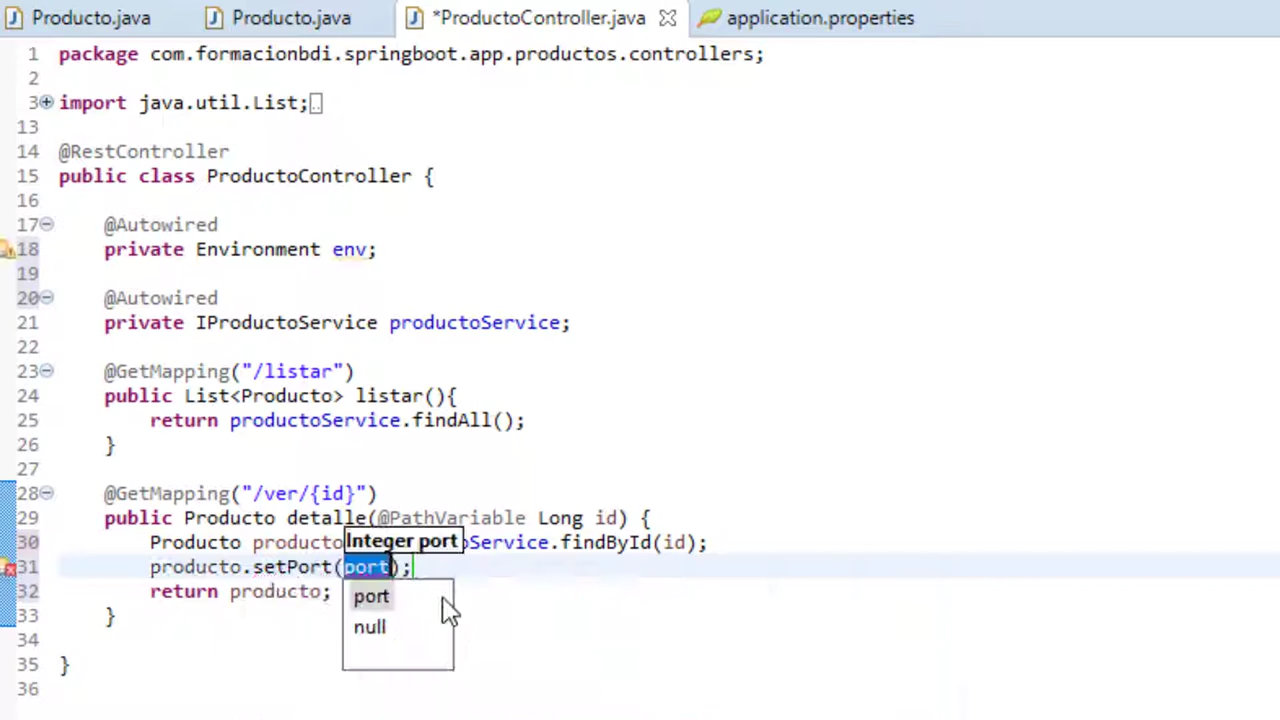 Producto.java Producto.java *ProductoController.java application.properties
1 package com.formacionbdi.springboot.app.productos.controllers;
2
3 import java.util.List;
13
14 @RestController
15 public class ProductoController {
16
17 @Autowired
18 private Environment env;
19
20 @Autowired
21 private IProductoService productoService;
22
23 @GetMapping("/listar")
24 public List<Producto> listar(){
25 return productoService.findAll();
26 }
27
28 @GetMapping("/ver/{id}")
29 public Producto detalle(@PathVariable Long id) {
Integer port
30 Producto producto oService.findById(id);
31 producto.setPort(port);
32 return producto;
port
null
33 }
34
35 }
36